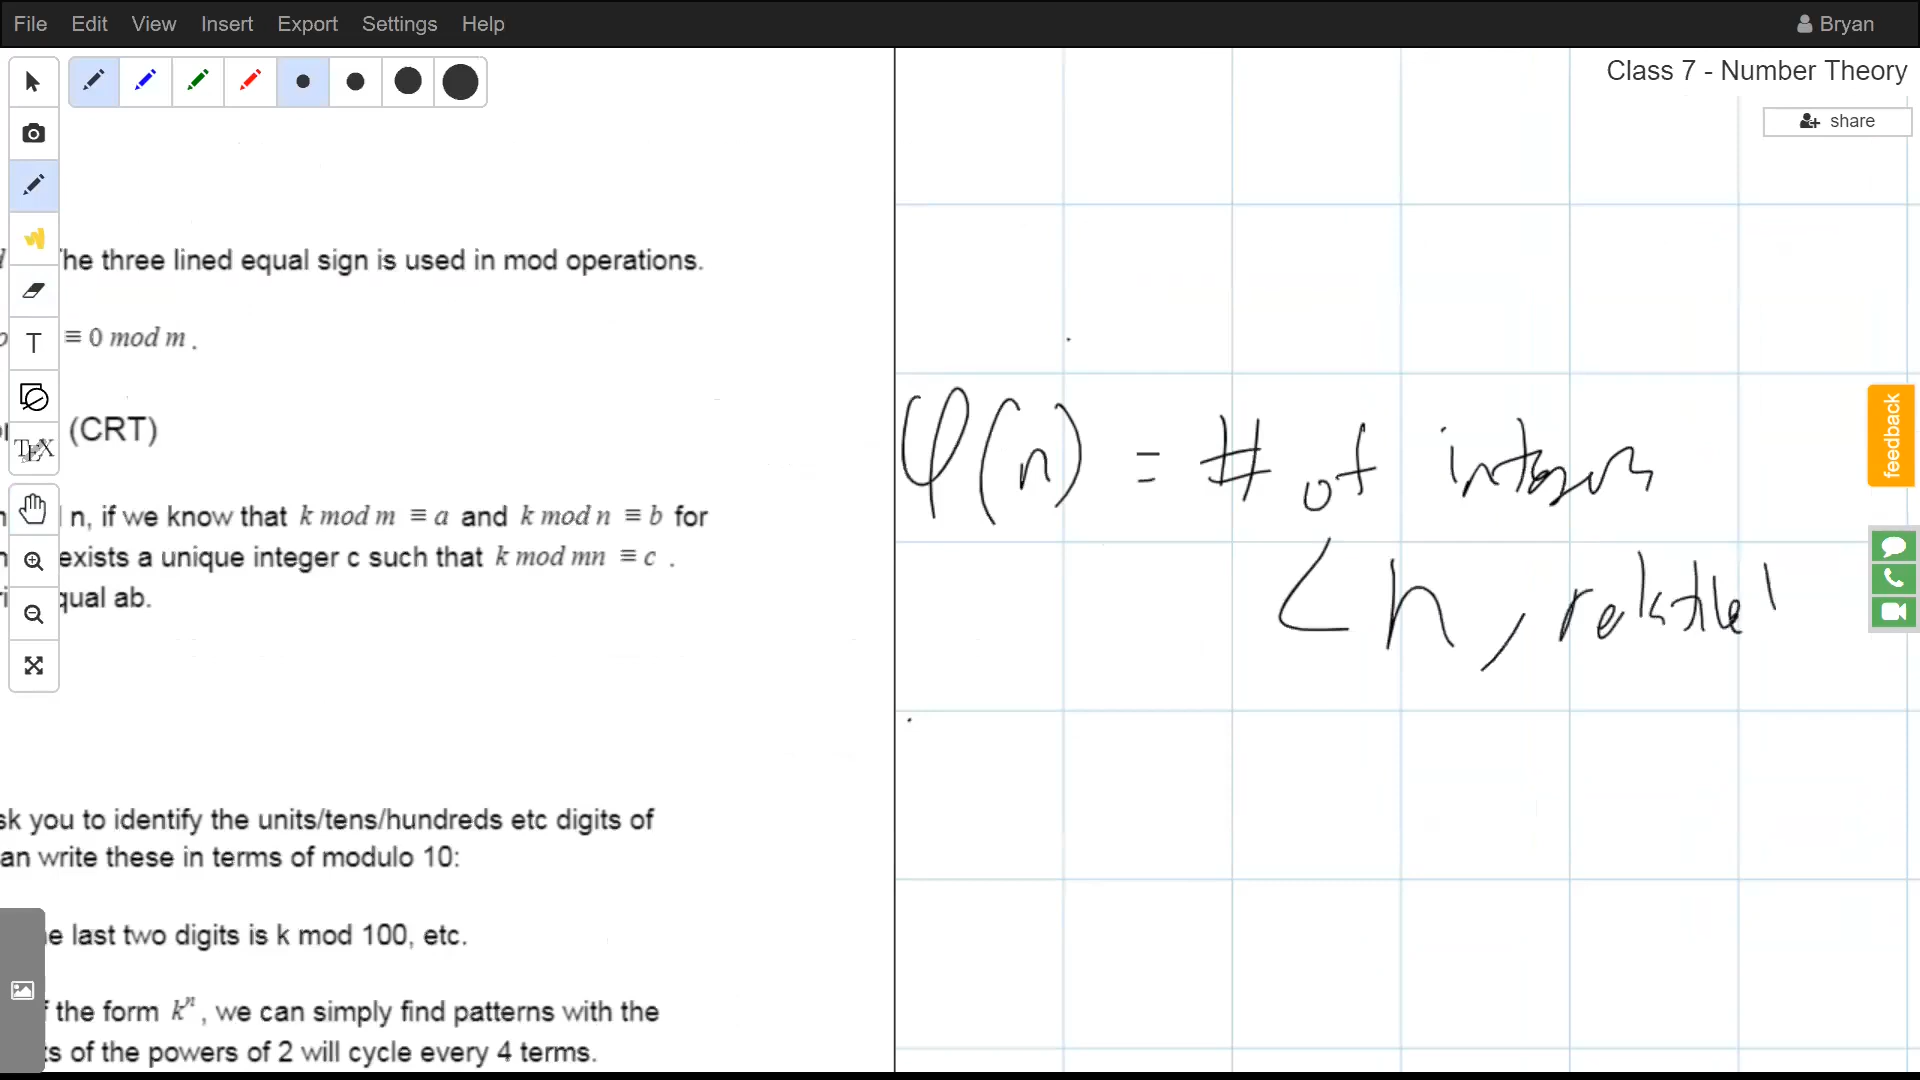 File Edit View Insert Export Settings Help Bryan
Class 7 - Number Theory
share
The three lined equal sign is used in mod operations.
≡ 0 mod m .
T
(CRT)
TEX
n, if we know that k mod m ≡ a and k mod n ≡ b for
exists a unique integer c such that k mod mn ≡ c .
qual ab.
sk you to identify the units/tens/hundreds etc digits of
an write these in terms of modulo 10:
e last two digits is k mod 100, etc.
f the form kⁿ, we can simply find patterns with the
ts of the powers of 2 will cycle every 4 terms.
φ(n) = # of integers
< n, relativel
feedback